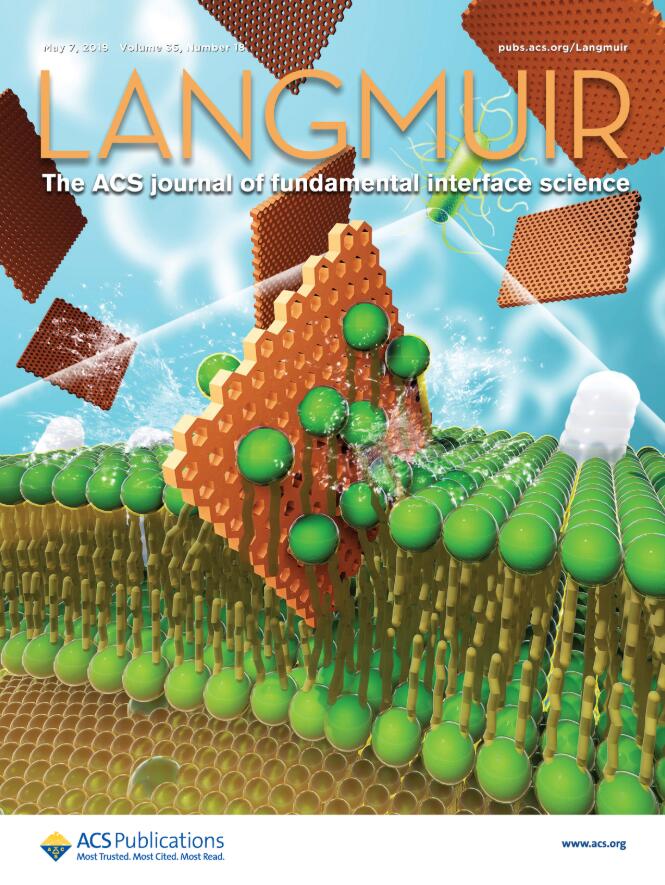 May 7, 2019 Volume 35, Number 18
pubs.acs.org/Langmuir
LANGMUIR
The ACS journal of fundamental interface science
ACS
ACS Publications
Most Trusted. Most Cited. Most Read.
www.acs.org